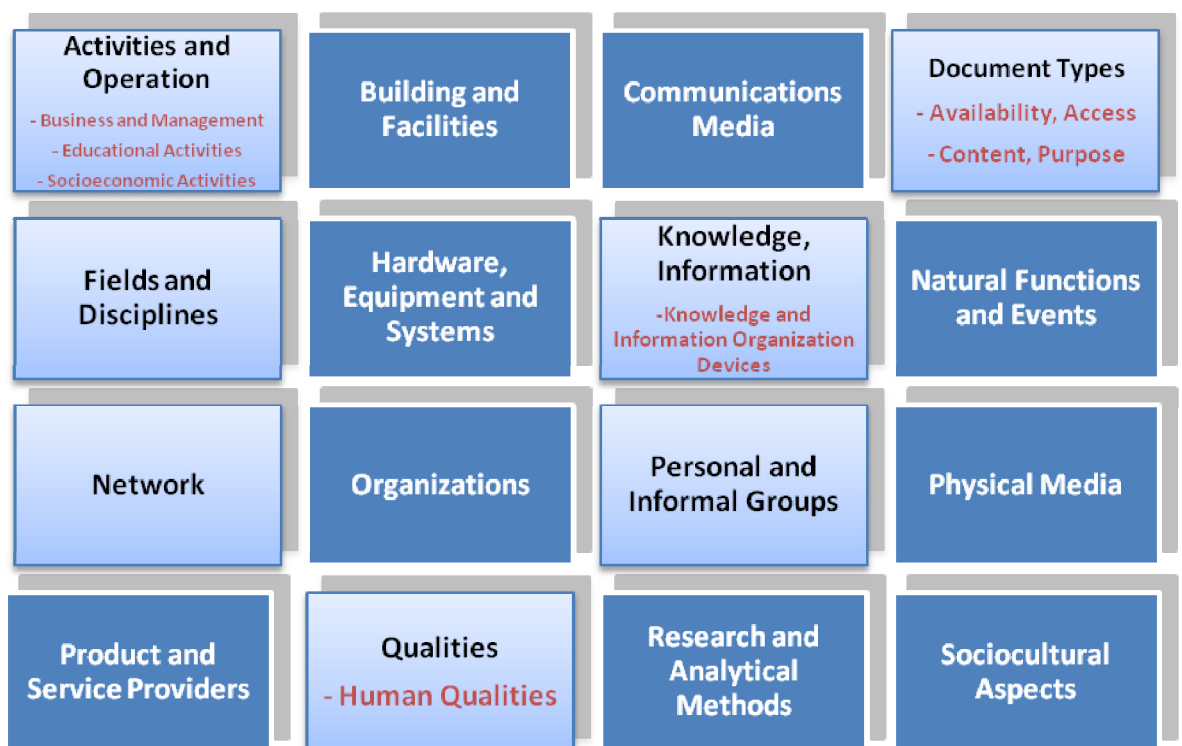 Activities and
Operation
- Business and Management
- Educational Activities
- Socioeconomic Activities
Building and
Facilities
Communications
Media
Document Types
- Availability, Access
- Content, Purpose
Fields and
Disciplines
Hardware,
Equipment and
Systems
Knowledge,
Information
-Knowledge and
Information Organization
Devices
Natural Functions
and Events
Network
Organizations
Personal and
Informal Groups
Physical Media
Product and
Service Providers
Qualities
- Human Qualities
Research and
Analytical
Methods
Sociocultural
Aspects